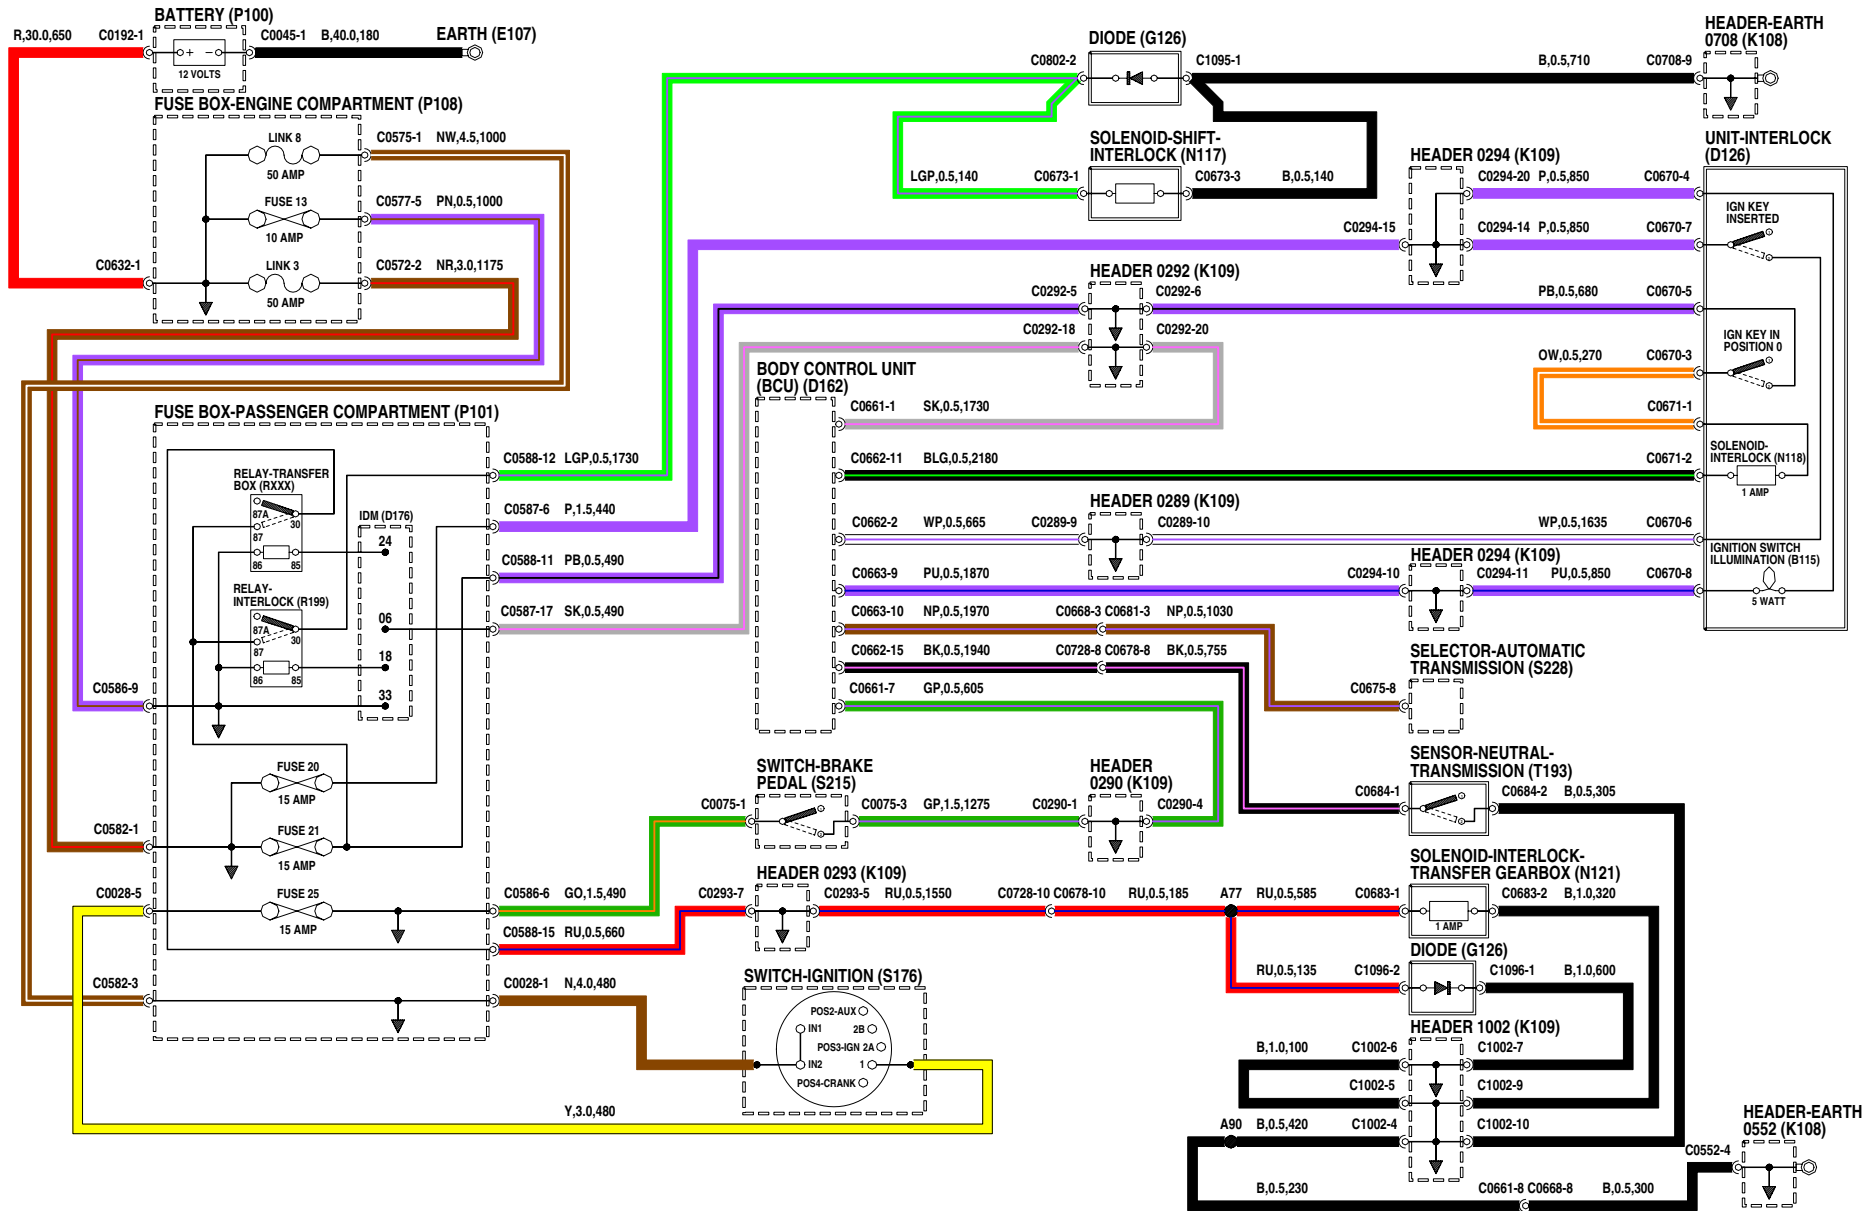 BATTERY (P100)
R,30.0,650
C0192-1
C0045-1
B,40.0,180
EARTH (E107)
+
−
12 VOLTS
FUSE BOX-ENGINE COMPARTMENT (P108)
LINK 8
50 AMP
C0575-1
NW,4.5,1000
FUSE 13
10 AMP
C0577-5
PN,0.5,1000
C0632-1
LINK 3
50 AMP
C0572-2
NR,3.0,1175
FUSE BOX-PASSENGER COMPARTMENT (P101)
RELAY-TRANSFER
BOX (RXXX)
87A
30
87
86
85
IDM (D176)
24
06
18
33
RELAY-
INTERLOCK (R199)
87A
30
87
86
85
C0586-9
FUSE 20
15 AMP
C0582-1
FUSE 21
15 AMP
C0028-5
FUSE 25
15 AMP
C0582-3
C0588-12
LGP,0.5,1730
C0587-6
P,1.5,440
C0588-11
PB,0.5,490
C0587-17
SK,0.5,490
C0586-6
GO,1.5,490
C0588-15
RU,0.5,660
C0028-1
N,4.0,480
Y,3.0,480
DIODE (G126)
C0802-2
C1095-1
B,0.5,710
C0708-9
HEADER-EARTH
0708 (K108)
SOLENOID-SHIFT-
INTERLOCK (N117)
LGP,0.5,140
C0673-1
C0673-3
B,0.5,140
HEADER 0294 (K109)
C0294-20
P,0.5,850
C0670-4
C0294-15
C0294-14
P,0.5,850
C0670-7
UNIT-INTERLOCK
(D126)
IGN KEY
INSERTED
HEADER 0292 (K109)
C0292-5
C0292-6
PB,0.5,680
C0670-5
C0292-18
C0292-20
IGN KEY IN
POSITION 0
OW,0.5,270
C0670-3
C0671-1
BODY CONTROL UNIT
(BCU) (D162)
C0661-1
SK,0.5,1730
C0662-11
BLG,0.5,2180
C0671-2
SOLENOID-
INTERLOCK (N118)
1 AMP
HEADER 0289 (K109)
C0662-2
WP,0.5,665
C0289-9
C0289-10
WP,0.5,1635
C0670-6
IGNITION SWITCH
ILLUMINATION (B115)
5 WATT
HEADER 0294 (K109)
C0663-9
PU,0.5,1870
C0294-10
C0294-11
PU,0.5,850
C0670-8
C0663-10
NP,0.5,1970
C0668-3
C0681-3
NP,0.5,1030
C0662-15
BK,0.5,1940
C0728-8
C0678-8
BK,0.5,755
C0661-7
GP,0.5,605
SELECTOR-AUTOMATIC
TRANSMISSION (S228)
C0675-8
SWITCH-BRAKE
PEDAL (S215)
C0075-1
C0075-3
GP,1.5,1275
HEADER
0290 (K109)
C0290-1
C0290-4
SENSOR-NEUTRAL-
TRANSMISSION (T193)
C0684-1
C0684-2
B,0.5,305
HEADER 0293 (K109)
C0293-7
C0293-5
RU,0.5,1550
C0728-10
C0678-10
RU,0.5,185
A77
RU,0.5,585
C0683-1
SOLENOID-INTERLOCK-
TRANSFER GEARBOX (N121)
1 AMP
C0683-2
B,1.0,320
DIODE (G126)
RU,0.5,135
C1096-2
C1096-1
B,1.0,600
SWITCH-IGNITION (S176)
POS2-AUX
IN1
2B
POS3-IGN 2A
IN2
1
POS4-CRANK
HEADER 1002 (K109)
B,1.0,100
C1002-6
C1002-7
C1002-5
C1002-9
A90
B,0.5,420
C1002-4
C1002-10
B,0.5,230
C0661-8
C0668-8
B,0.5,300
C0552-4
HEADER-EARTH
0552 (K108)